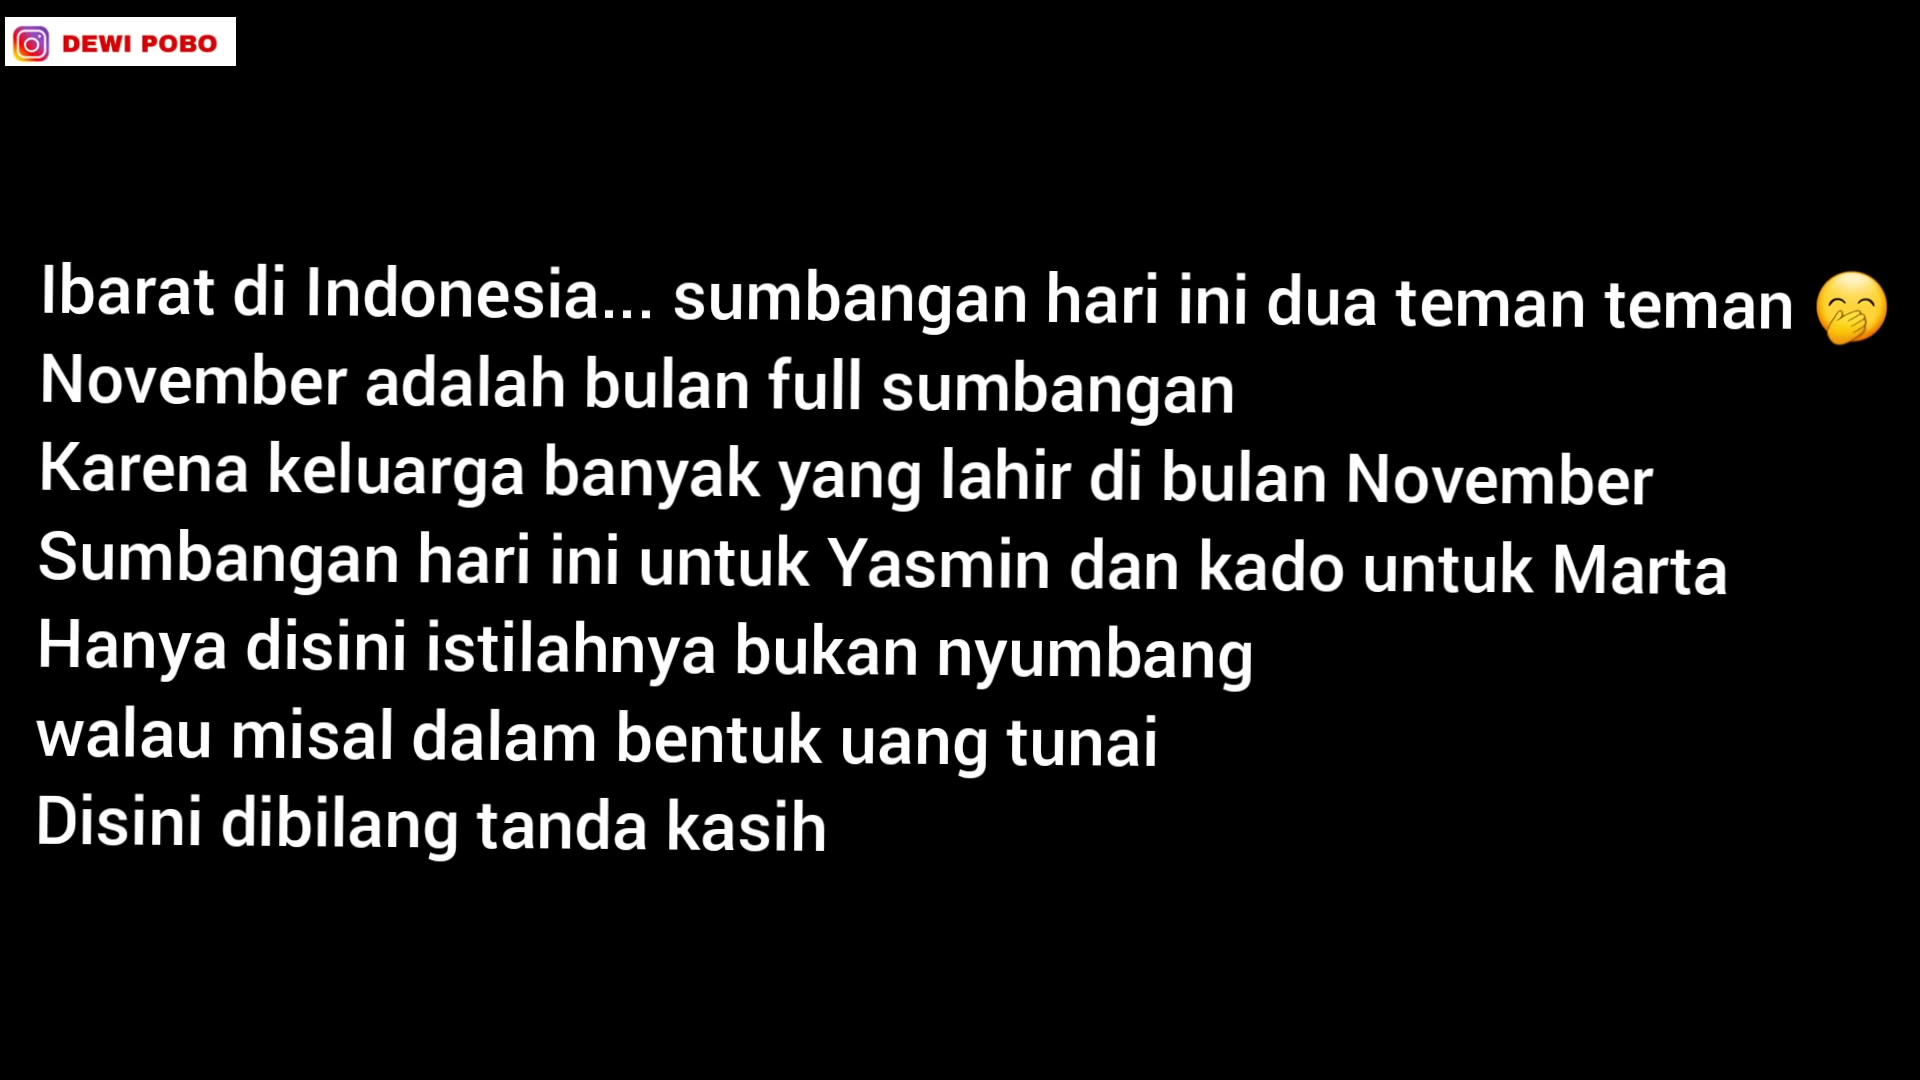 DEWI POBO
Ibarat di Indonesia... sumbangan hari ini dua teman teman 🤭
November adalah bulan full sumbangan
Karena keluarga banyak yang lahir di bulan November
Sumbangan hari ini untuk Yasmin dan kado untuk Marta
Hanya disini istilahnya bukan nyumbang
walau misal dalam bentuk uang tunai
Disini dibilang tanda kasih